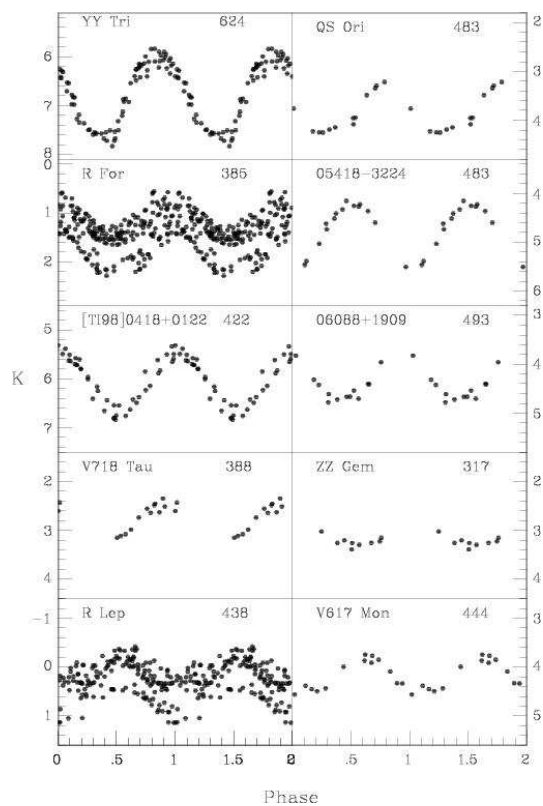 YY Tri 624 QS Ori 483
2
6 3
7 4
8 5
0
R For 385 05418-3224 483
4
1
5
2
6
[TI98]0418+0122 422 06088+1909 493
5
3
K
6 4
7 5
V718 Tau 388 ZZ Gem 317
2 2
3 3
4 4
-1
R Lep 438 V617 Mon 444
3
0
4
1
5
0 .5 1 .5 2 .5 1 .5 2
Phase